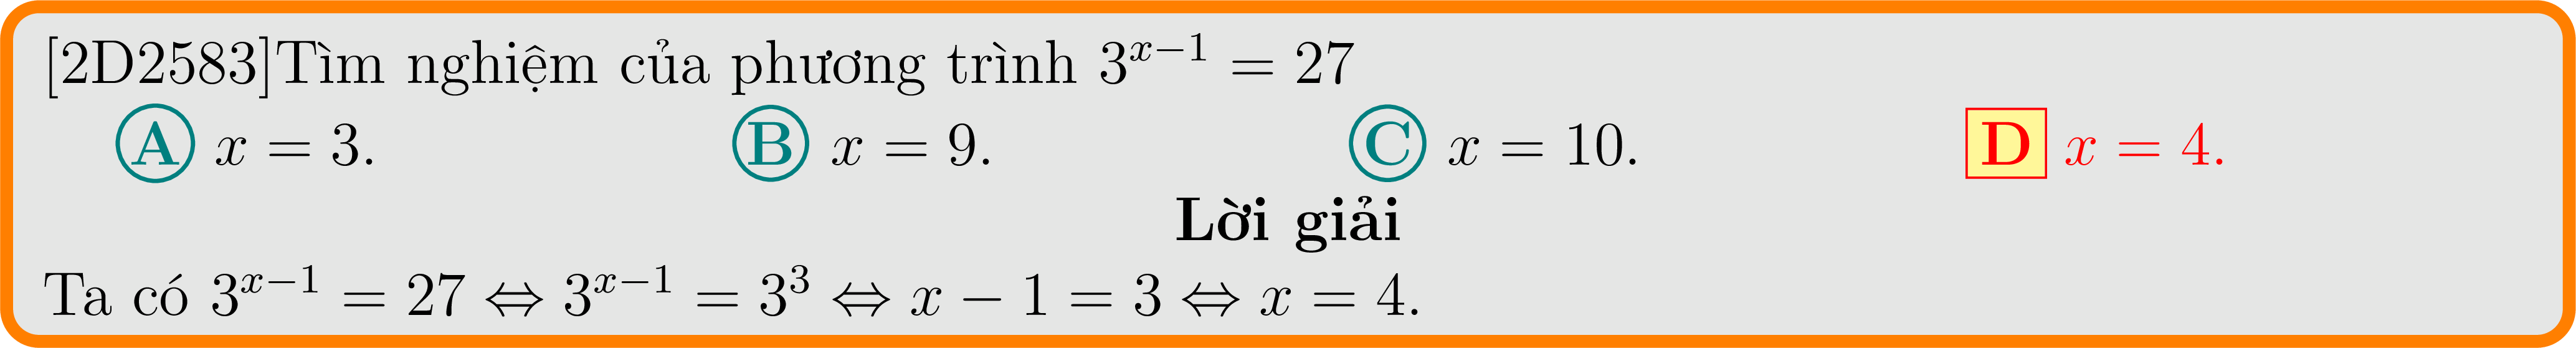 [2D2583]Tìm nghiệm của phương trình $3^{x-1} = 27$
A x = 3. B x = 9. C x = 10. D x = 4.
Lời giải
Ta có $3^{x-1} = 27 \Leftrightarrow 3^{x-1} = 3^3 \Leftrightarrow x - 1 = 3 \Leftrightarrow x = 4.$